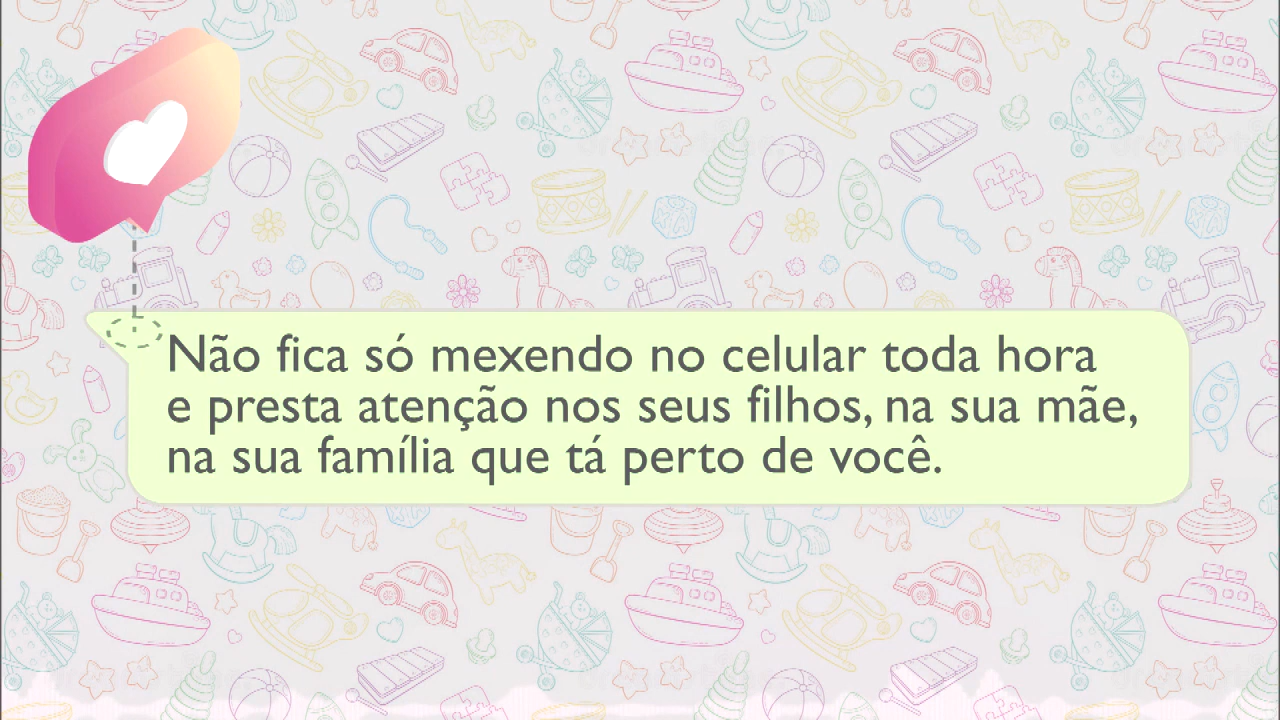 Não fica só mexendo no celular toda hora
e presta atenção nos seus filhos, na sua mãe,
na sua família que tá perto de você.